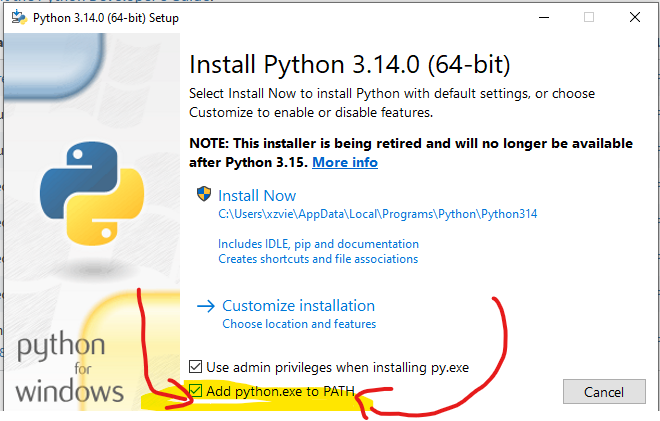 Python 3.14.0 (64-bit) Setup
Install Python 3.14.0 (64-bit)
Select Install Now to install Python with default settings, or choose
Customize to enable or disable features.
NOTE: This installer is being retired and will no longer be available
after Python 3.15. More info
Install Now
C:\Users\xzvie\AppData\Local\Programs\Python\Python314
Includes IDLE, pip and documentation
Creates shortcuts and file associations
Customize installation
Choose location and features
Use admin privileges when installing py.exe
Add python.exe to PATH
Cancel
python
for
windows